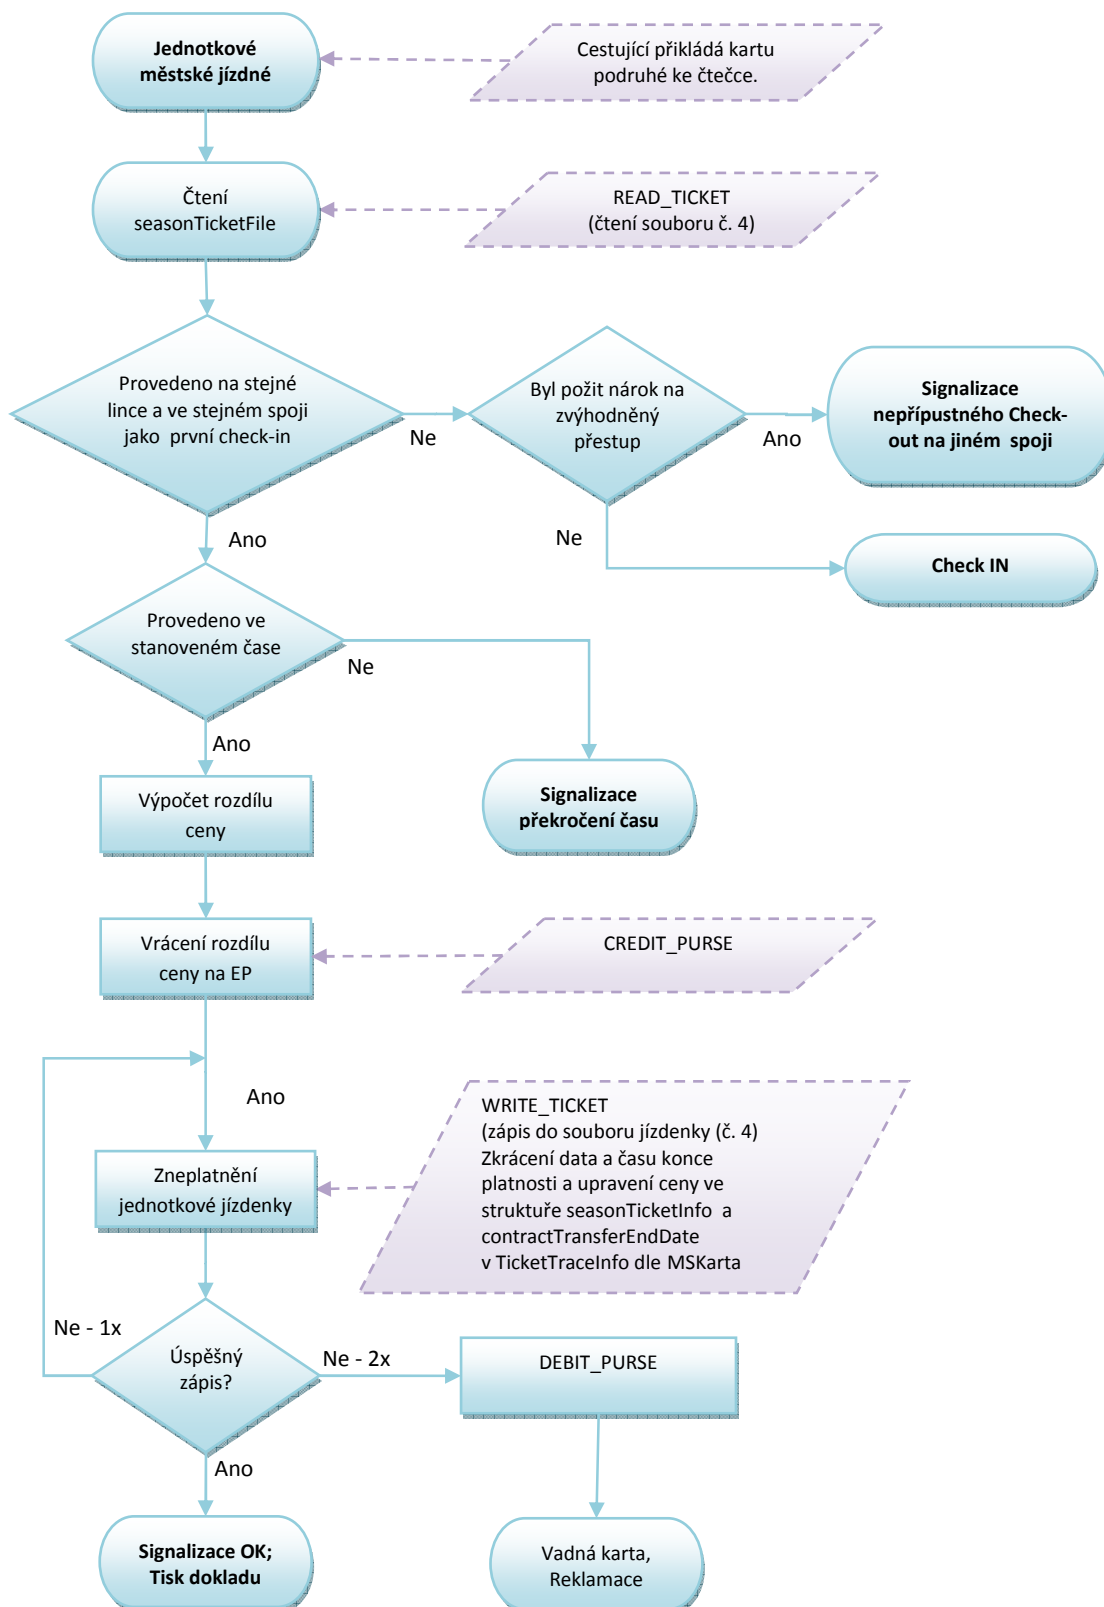 Jednotkové
městské jízdné
Cestující přikládá kartu
podruhé ke čtečce.
Čtení
seasonTicketFile
READ_TICKET
(čtení souboru č. 4)
Provedeno na stejné
lince a ve stejném spoji
jako první check-in
Ne
Byl požit nárok na
zvýhodněný
přestup
Ano
Signalizace
nepřípustného Check-
out na jiném spoji
Ano
Ne
Check IN
Provedeno ve
stanoveném čase
Ne
Ano
Signalizace
překročení času
Výpočet rozdílu
ceny
Vrácení rozdílu
ceny na EP
CREDIT_PURSE
Ano
WRITE_TICKET
(zápis do souboru jízdenky (č. 4)
Zkrácení data a času konce
platnosti a upravení ceny ve
struktuře seasonTicketInfo a
contractTransferEndDate
v TicketTraceInfo dle MSKarta
Zneplatnění
jednotkové jízdenky
Ne - 1x
Úspěšný
zápis?
Ne - 2x
DEBIT_PURSE
Ano
Signalizace OK;
Tisk dokladu
Vadná karta,
Reklamace